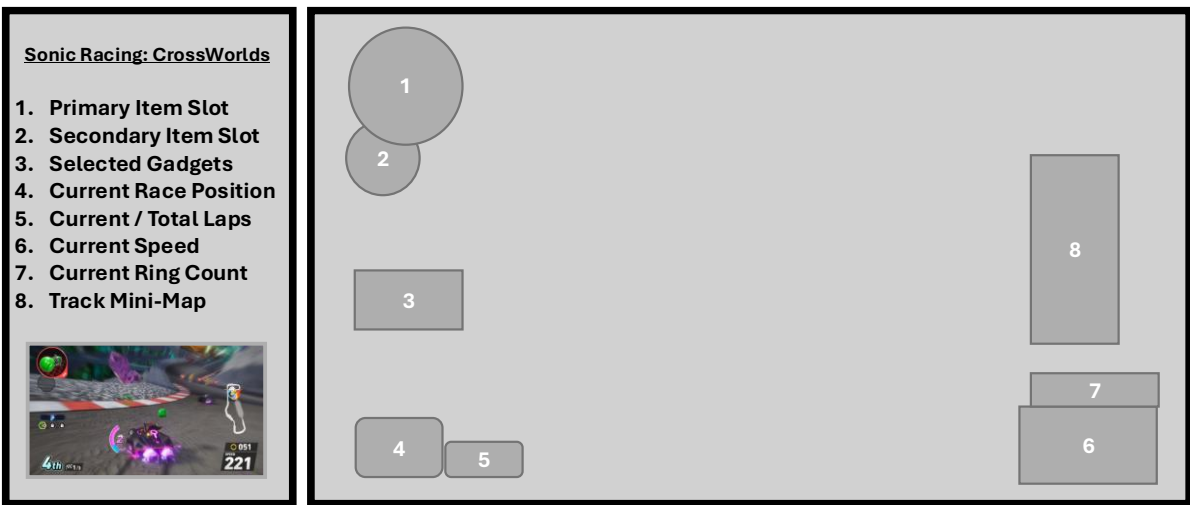 Sonic Racing: CrossWorlds
1. Primary Item Slot
2. Secondary Item Slot
3. Selected Gadgets
4. Current Race Position
5. Current / Total Laps
6. Current Speed
7. Current Ring Count
8. Track Mini-Map
2
051
221
4th
1
2
3
4
5
8
7
6